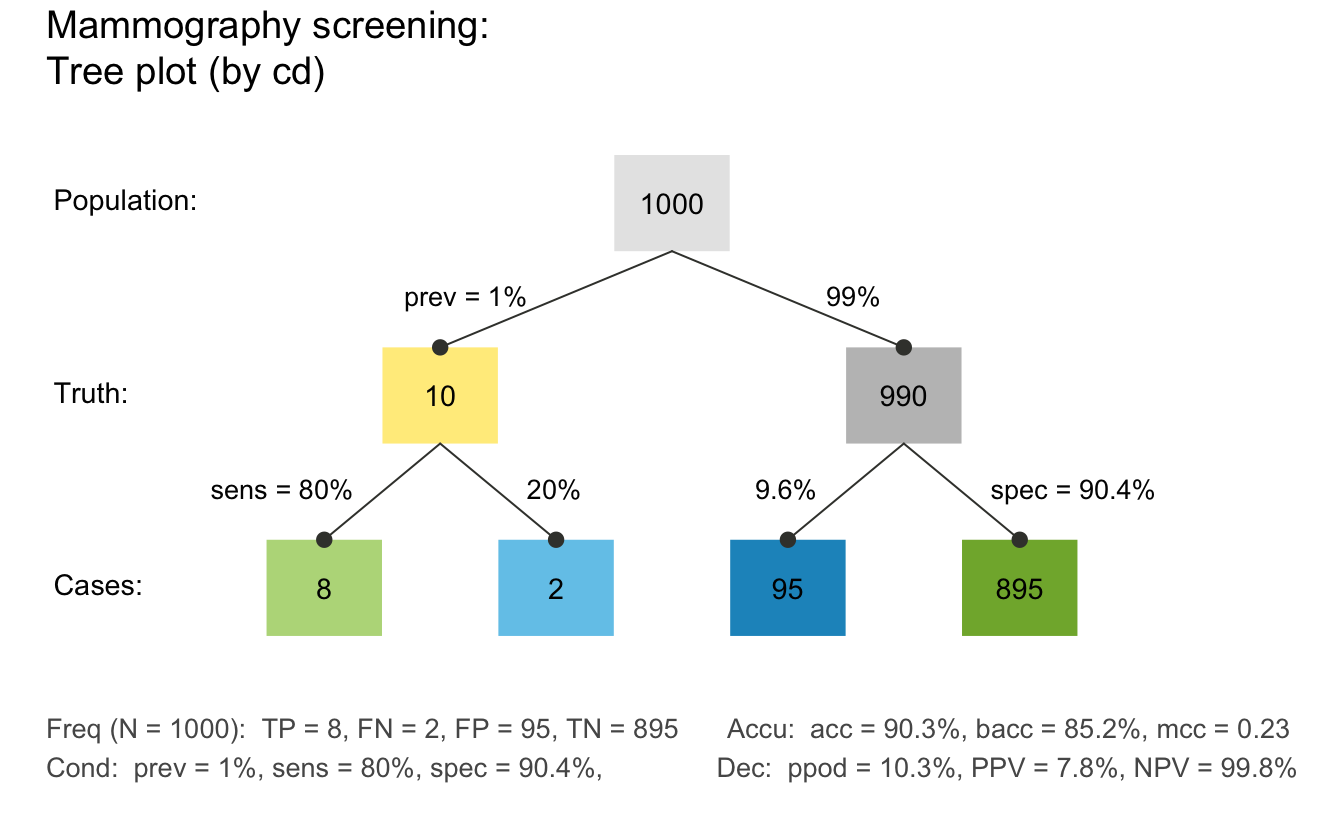 Mammography screening:
Tree plot (by cd)
Population:
1000
prev = 1%
99%
Truth:
10
990
sens = 80%
20%
9.6%
spec = 90.4%
Cases:
8
2
95
895
Freq (N = 1000):  TP = 8, FN = 2, FP = 95, TN = 895
Accu:  acc = 90.3%, bacc = 85.2%, mcc = 0.23
Cond:  prev = 1%, sens = 80%, spec = 90.4%,
Dec:  ppod = 10.3%, PPV = 7.8%, NPV = 99.8%